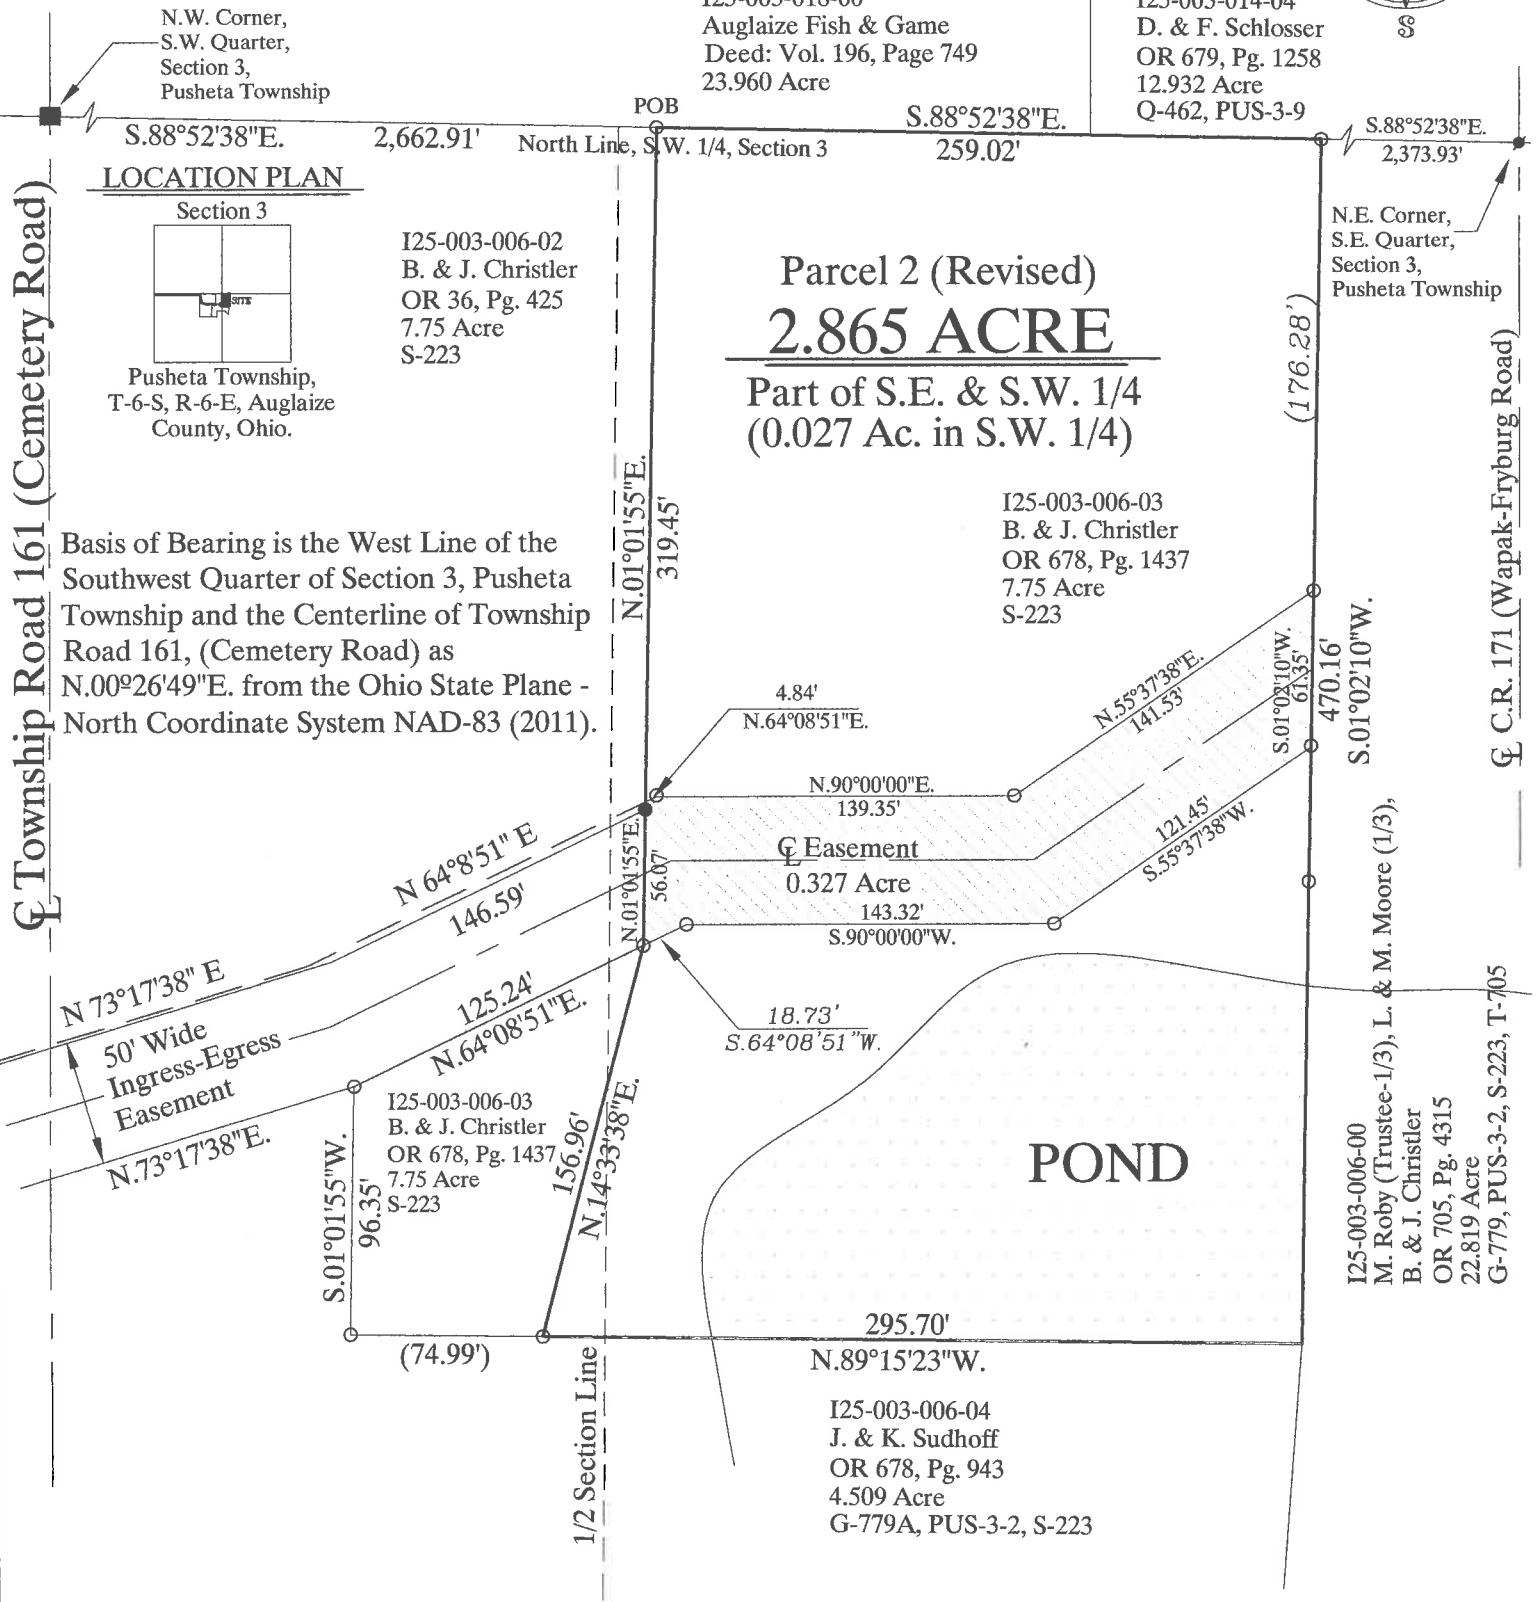 N.W. Corner,
S.W. Quarter,
Section 3,
Pusheta Township
I25-003-018-00
Auglaize Fish & Game
Deed: Vol. 196, Page 749
23.960 Acre
I25-003-014-04
D. & F. Schlosser
OR 679, Pg. 1258
12.932 Acre
Q-462, PUS-3-9
S
POB
S.88°52'38"E.
2,662.91'
North Line, S.W. 1/4, Section 3
S.88°52'38"E.
259.02'
S.88°52'38"E.
2,373.93'
LOCATION PLAN
Section 3
SITE
Pusheta Township,
T-6-S, R-6-E, Auglaize
County, Ohio.
I25-003-006-02
B. & J. Christler
OR 36, Pg. 425
7.75 Acre
S-223
N.E. Corner,
S.E. Quarter,
Section 3,
Pusheta Township
Parcel 2 (Revised)
2.865 ACRE
Part of S.E. & S.W. 1/4
(0.027 Ac. in S.W. 1/4)
(176.28')
I25-003-006-03
B. & J. Christler
OR 678, Pg. 1437
7.75 Acre
S-223
N.01°01'55"E.
319.45'
Basis of Bearing is the West Line of the
Southwest Quarter of Section 3, Pusheta
Township and the Centerline of Township
Road 161, (Cemetery Road) as
N.00º26'49"E. from the Ohio State Plane -
North Coordinate System NAD-83 (2011).
℄ Township Road 161 (Cemetery Road)
℄ C.R. 171 (Wapak-Fryburg Road)
4.84'
N.64°08'51"E.
N.55°37'38"E.
141.53'
S.01°02'10"W.
61.35'
470.16'
S.01°02'10"W.
N.90°00'00"E.
139.35'
℄ Easement
0.327 Acre
143.32'
S.90°00'00"W.
121.45'
S.55°37'38"W.
N.01°01'55"E.
56.07'
N 64°8'51" E
146.59'
N 73°17'38" E
50' Wide
Ingress-Egress
Easement
N.73°17'38"E.
125.24'
N.64°08'51"E.
18.73'
S.64°08'51"W.
I25-003-006-03
B. & J. Christler
OR 678, Pg. 1437
7.75 Acre
S-223
156.96'
N.14°33'38"E.
S.01°01'55"W.
96.35'
(74.99')
POND
295.70'
N.89°15'23"W.
1/2 Section Line
I25-003-006-04
J. & K. Sudhoff
OR 678, Pg. 943
4.509 Acre
G-779A, PUS-3-2, S-223
I25-003-006-00
M. Roby (Trustee-1/3), L. & M. Moore (1/3),
B. & J. Christler
OR 705, Pg. 4315
22.819 Acre
G-779, PUS-3-2, S-223, T-705